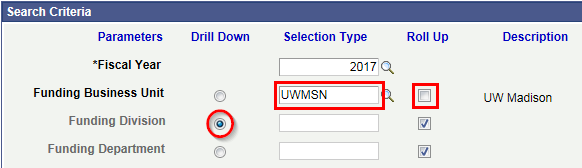 Search Criteria
Parameters Drill Down Selection Type Roll Up Description
*Fiscal Year 2017
Funding Business Unit UWMSN UW Madison
Funding Division
Funding Department